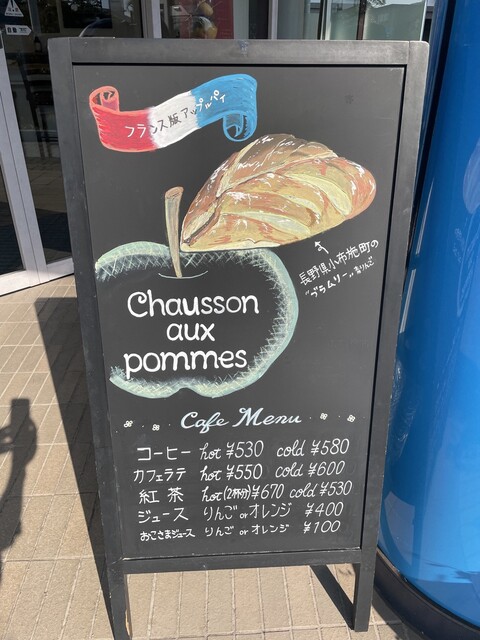 フランス版アップルパイ
長野県小布施町の
"ブラムリー"青りんご
Chausson
aux
pommes
Cafe Menu
コーヒー hot ¥530 cold ¥580
カフェラテ hot ¥550 cold ¥600
紅茶 hot(2杯分)¥670 cold ¥530
ジュース りんご or オレンジ ¥400
おこさまジュース りんご or オレンジ ¥100